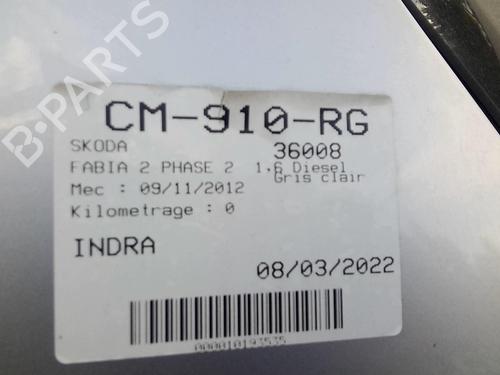 CM-910-RG
SKODA 36008
FABIA 2 PHASE 2 1.6 Diesel
Gris clair
Mec : 09/11/2012
Kilometrage : 0
INDRA
08/03/2022
000010193535
B-PARTS